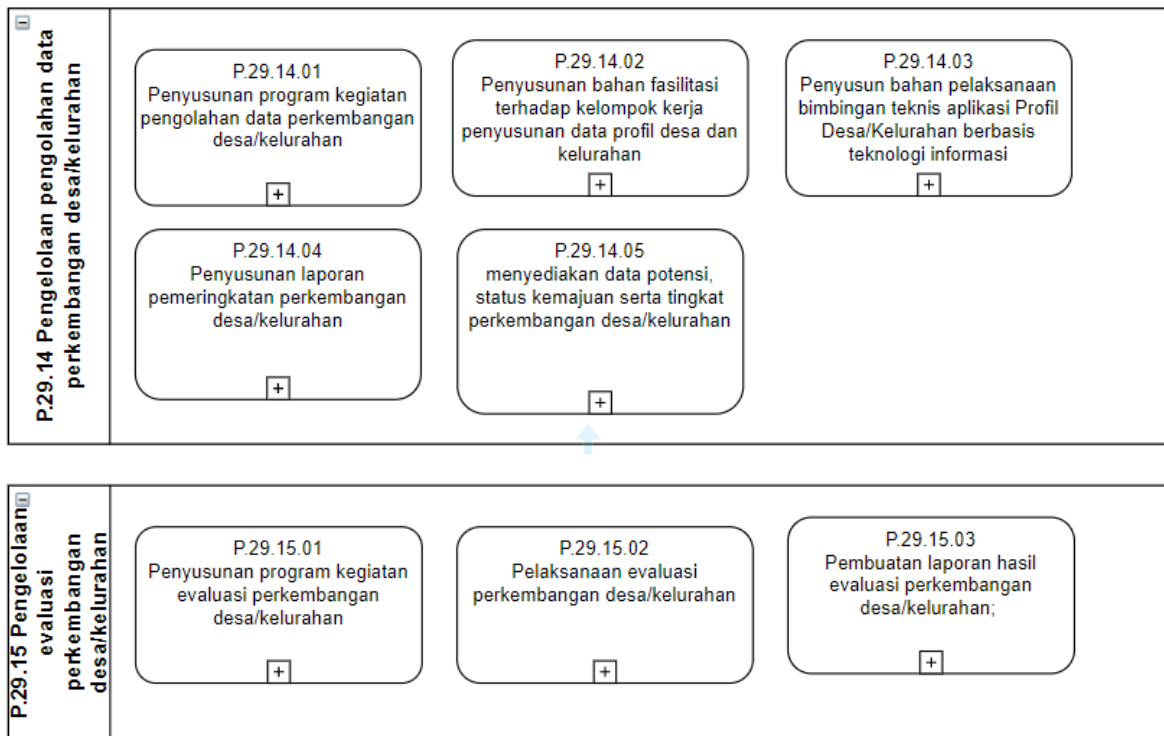 P.29.14 Pengelolaan pengolahan data
perkembangan desa/kelurahan
P.29.14.01
Penyusunan program kegiatan
pengolahan data perkembangan
desa/kelurahan
P.29.14.02
Penyusunan bahan fasilitasi
terhadap kelompok kerja
penyusunan data profil desa dan
kelurahan
P.29.14.03
Penyusun bahan pelaksanaan
bimbingan teknis aplikasi Profil
Desa/Kelurahan berbasis
teknologi informasi
P.29.14.04
Penyusunan laporan
pemeringkatan perkembangan
desa/kelurahan
P.29.14.05
menyediakan data potensi,
status kemajuan serta tingkat
perkembangan desa/kelurahan
P.29.15 Pengelolaan
evaluasi
perkembangan
desa/kelurahan
P.29.15.01
Penyusunan program kegiatan
evaluasi perkembangan
desa/kelurahan
P.29.15.02
Pelaksanaan evaluasi
perkembangan desa/kelurahan
P.29.15.03
Pembuatan laporan hasil
evaluasi perkembangan
desa/kelurahan;